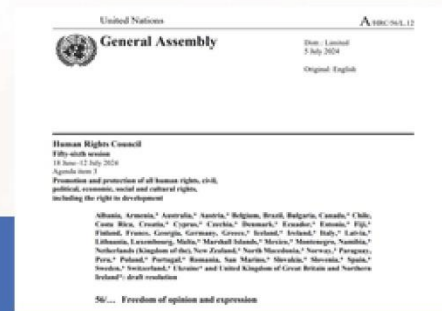 United Nations
A/HRC/56/L.12
General Assembly
Distr.: Limited
5 July 2024
Original: English
Human Rights Council
Fifty-sixth session
18 June–12 July 2024
Agenda item 3
Promotion and protection of all human rights, civil,
political, economic, social and cultural rights,
including the right to development
Albania, Armenia,* Australia,* Austria,* Belgium, Brazil, Bulgaria, Canada,* Chile,
Costa Rica, Croatia,* Cyprus,* Czechia,* Denmark,* Ecuador,* Estonia,* Fiji,*
Finland, France, Georgia, Germany, Greece,* Iceland,* Ireland,* Italy,* Latvia,*
Lithuania, Luxembourg, Malta,* Marshall Islands,* Mexico,* Montenegro, Namibia,*
Netherlands (Kingdom of the), New Zealand,* North Macedonia,* Norway,* Paraguay,
Peru,* Poland,* Portugal,* Romania, San Marino,* Slovakia,* Slovenia,* Spain,*
Sweden,* Switzerland,* Ukraine* and United Kingdom of Great Britain and Northern
Ireland*: draft resolution
56/... Freedom of opinion and expression